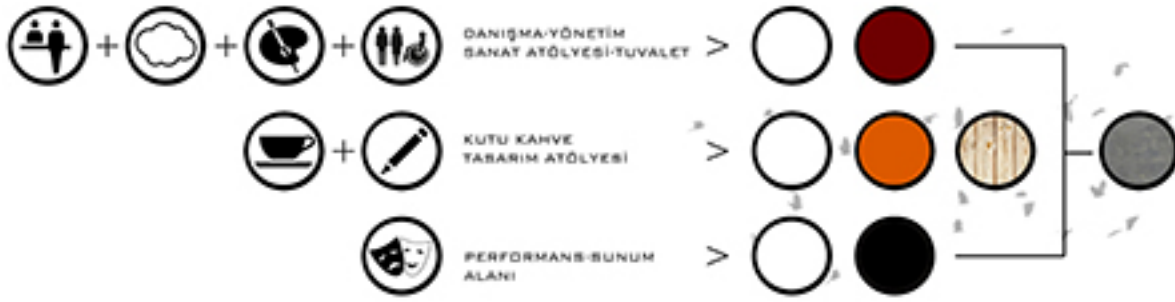 DANIŞMA-YÖNETİM
SANAT ATÖLYESİ-TUVALET
KUTU KAHVE
TASARIM ATÖLYESİ
PERFORMANS-SUNUM
ALANI